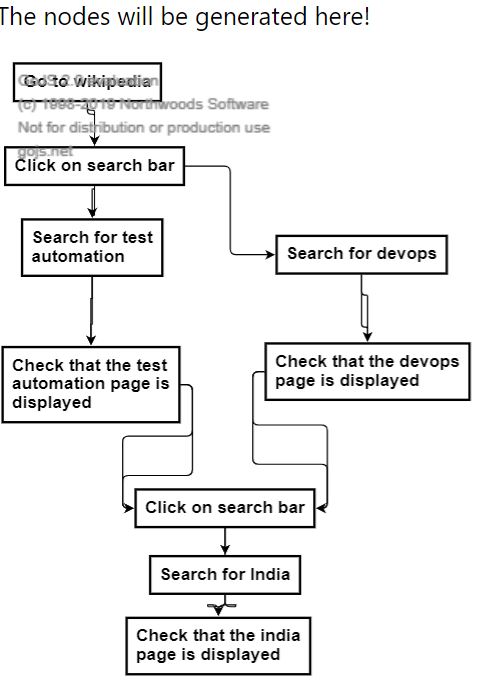 The nodes will be generated here!
Go to wikipedia
GoJS 2.0 evaluation
(c) 1998-2019 Northwoods Software
Not for distribution or production use
gojs.net
Click on search bar
Search for test
automation
Search for devops
Check that the test
automation page is
displayed
Check that the devops
page is displayed
Click on search bar
Search for India
Check that the india
page is displayed